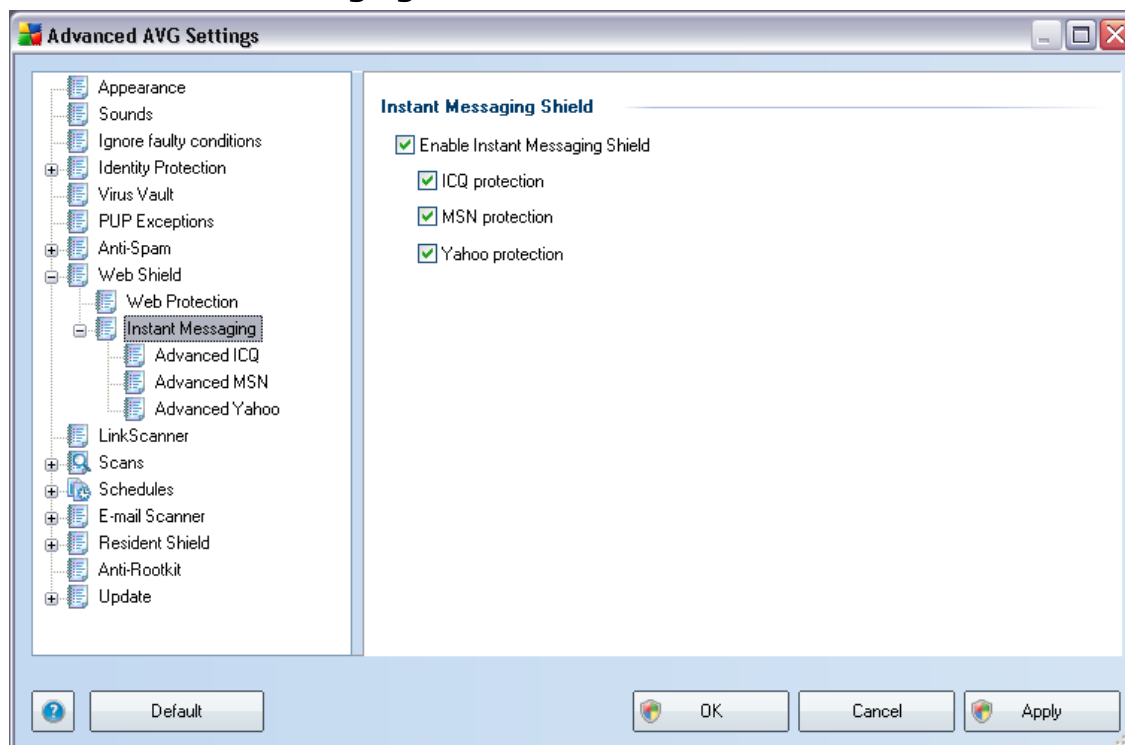 Advanced AVG Settings
Appearance
Sounds
Ignore faulty conditions
Identity Protection
Virus Vault
PUP Exceptions
Anti-Spam
Web Shield
Web Protection
Instant Messaging
Advanced ICQ
Advanced MSN
Advanced Yahoo
LinkScanner
Scans
Schedules
E-mail Scanner
Resident Shield
Anti-Rootkit
Update
Instant Messaging Shield
Enable Instant Messaging Shield
ICQ protection
MSN protection
Yahoo protection
Default
OK
Cancel
Apply